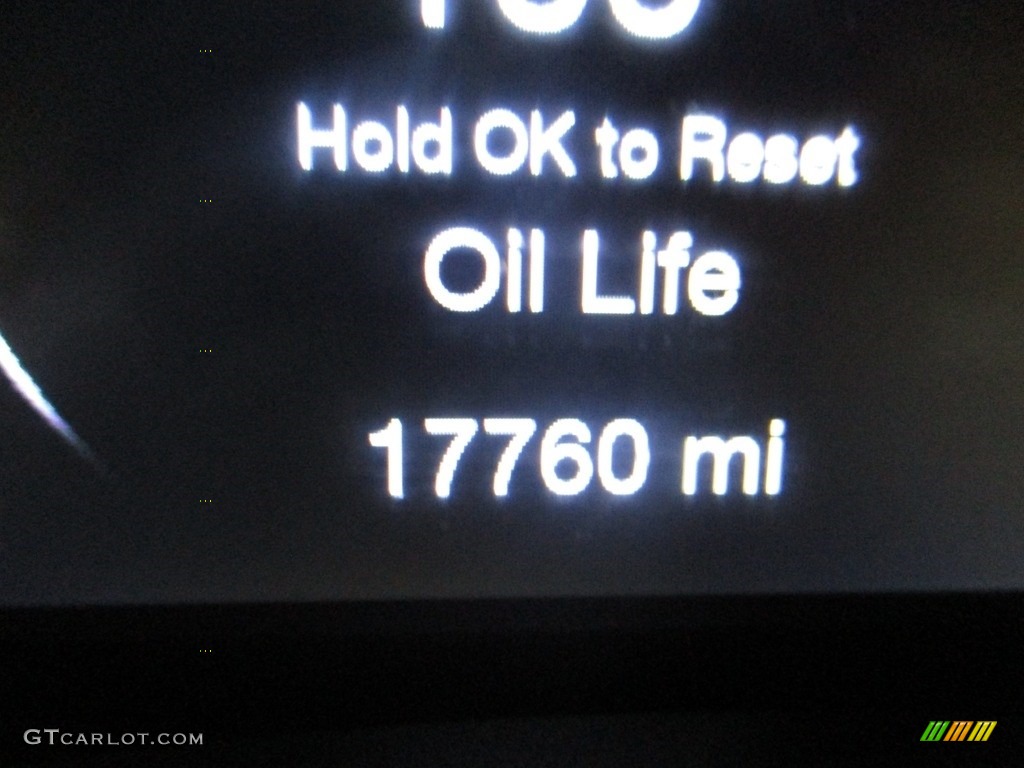 Hold OK to Reset
Oil Life
17760 mi
GTCARLOT.COM